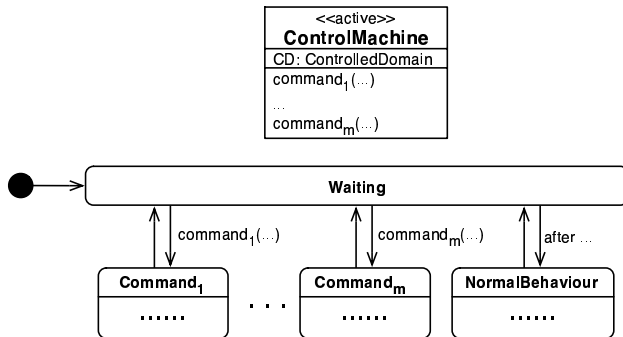 <<active>>
ControlMachine
CD: ControlledDomain
command1(...)
...
commandm(...)
Waiting
command1(...) commandm(...) after ...
Command1 . . . Commandm NormalBehaviour
...... ...... ......